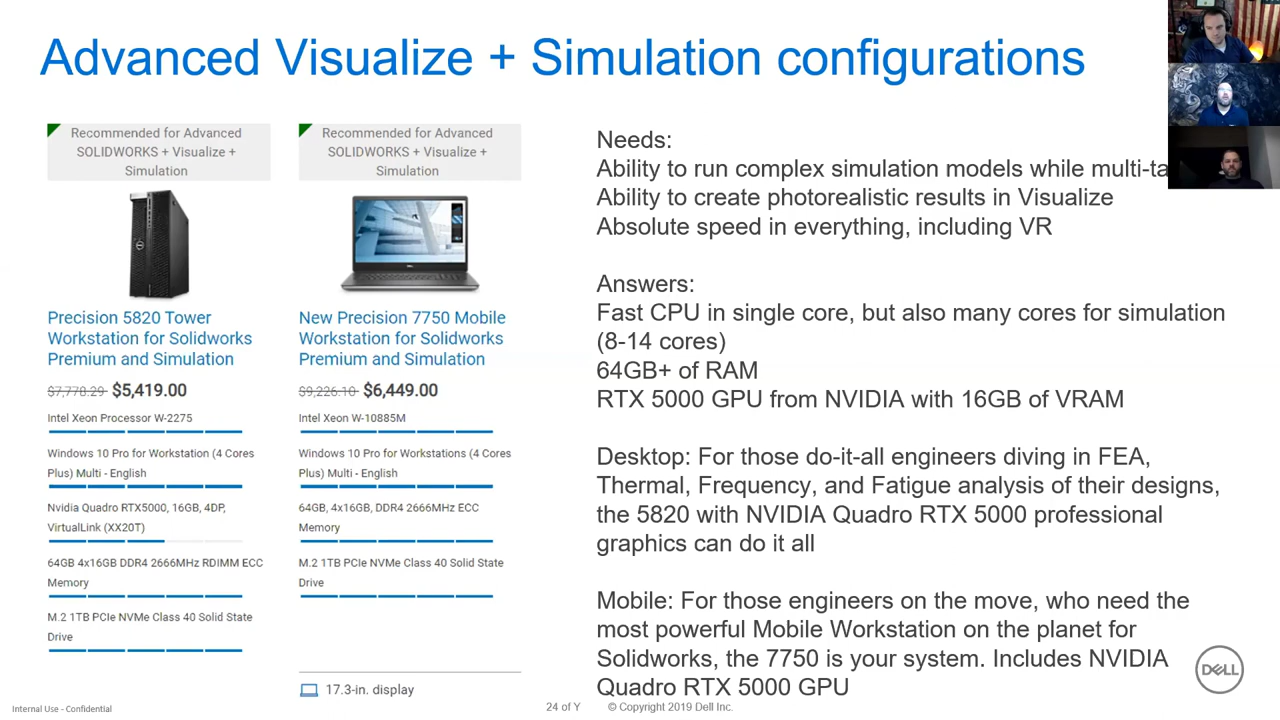 Advanced Visualize + Simulation configurations
Recommended for Advanced
SOLIDWORKS + Visualize +
Simulation
Precision 5820 Tower
Workstation for Solidworks
Premium and Simulation
$7,778.29 $5,419.00
Intel Xeon Processor W-2275
Windows 10 Pro for Workstation (4 Cores
Plus) Multi - English
Nvidia Quadro RTX5000, 16GB, 4DP,
VirtualLink (XX20T)
64GB 4x16GB DDR4 2666MHz RDIMM ECC
Memory
M.2 1TB PCIe NVMe Class 40 Solid State
Drive
Recommended for Advanced
SOLIDWORKS + Visualize +
Simulation
New Precision 7750 Mobile
Workstation for Solidworks
Premium and Simulation
$9,226.10 $6,449.00
Intel Xeon W-10885M
Windows 10 Pro for Workstations (4 Cores
Plus) Multi - English
64GB, 4x16GB, DDR4 2666MHz ECC
Memory
M.2 1TB PCIe NVMe Class 40 Solid State
Drive
17.3-in. display
Needs:
Ability to run complex simulation models while multi-ta
Ability to create photorealistic results in Visualize
Absolute speed in everything, including VR
Answers:
Fast CPU in single core, but also many cores for simulation
(8-14 cores)
64GB+ of RAM
RTX 5000 GPU from NVIDIA with 16GB of VRAM
Desktop: For those do-it-all engineers diving in FEA,
Thermal, Frequency, and Fatigue analysis of their designs,
the 5820 with NVIDIA Quadro RTX 5000 professional
graphics can do it all
Mobile: For those engineers on the move, who need the
most powerful Mobile Workstation on the planet for
Solidworks, the 7750 is your system. Includes NVIDIA
Quadro RTX 5000 GPU
DELL
Internal Use - Confidential
24 of Y
© Copyright 2019 Dell Inc.